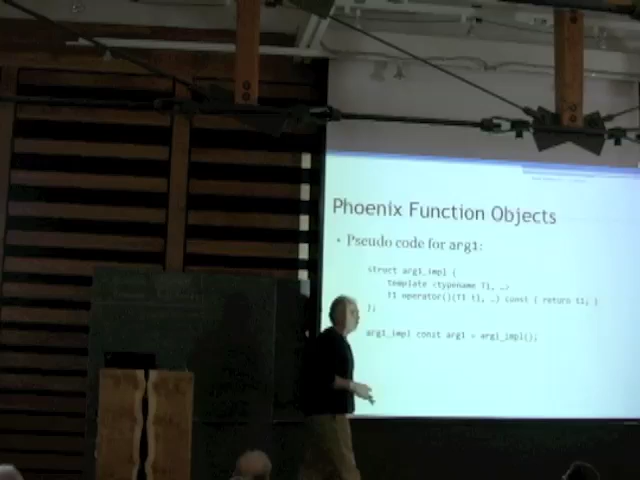 Phoenix Function Objects
• Pseudo code for arg1:
struct arg1_impl {
template <typename T1, …>
T1 operator()(T1 t1, …) const { return t1; }
};
arg1_impl const arg1 = arg1_impl();